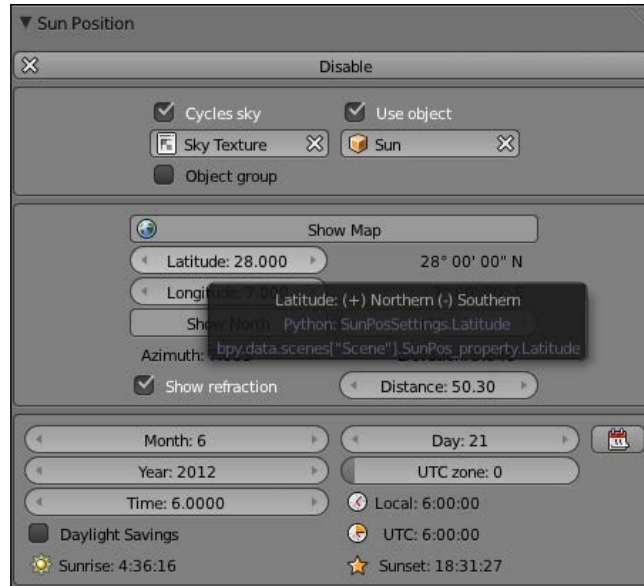 Sun Position
Disable
Cycles sky Use object
Sky Texture Sun
Object group
Show Map
Latitude: 28.000 28° 00' 00" N
Latitude: (+) Northern (-) Southern
Show North Python: SunPosSettings.Latitude
Azimuth: bpy.data.scenes["Scene"].SunPos_property.Latitude
Show refraction Distance: 50.30
Month: 6 Day: 21
Year: 2012 UTC zone: 0
Time: 6.0000 Local: 6:00:00
Daylight Savings UTC: 6:00:00
Sunrise: 4:36:16 Sunset: 18:31:27